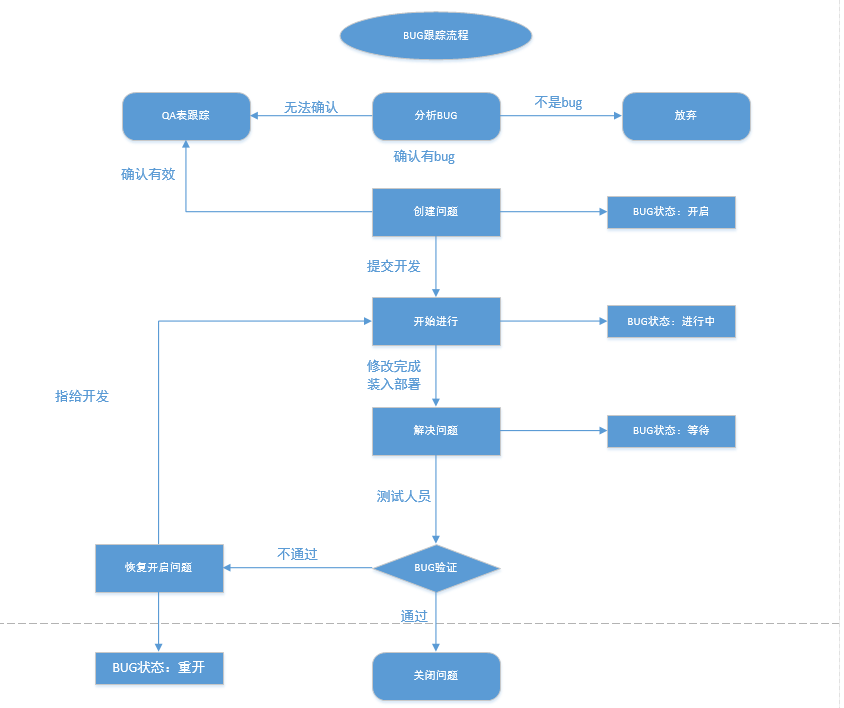 BUG跟踪流程
QA表跟踪
无法确认
分析BUG
不是bug
放弃
确认有bug
确认有效
创建问题
BUG状态：开启
提交开发
开始进行
BUG状态：进行中
修改完成
装入部署
指给开发
解决问题
BUG状态：等待
测试人员
恢复开启问题
不通过
BUG验证
通过
BUG状态：重开
关闭问题